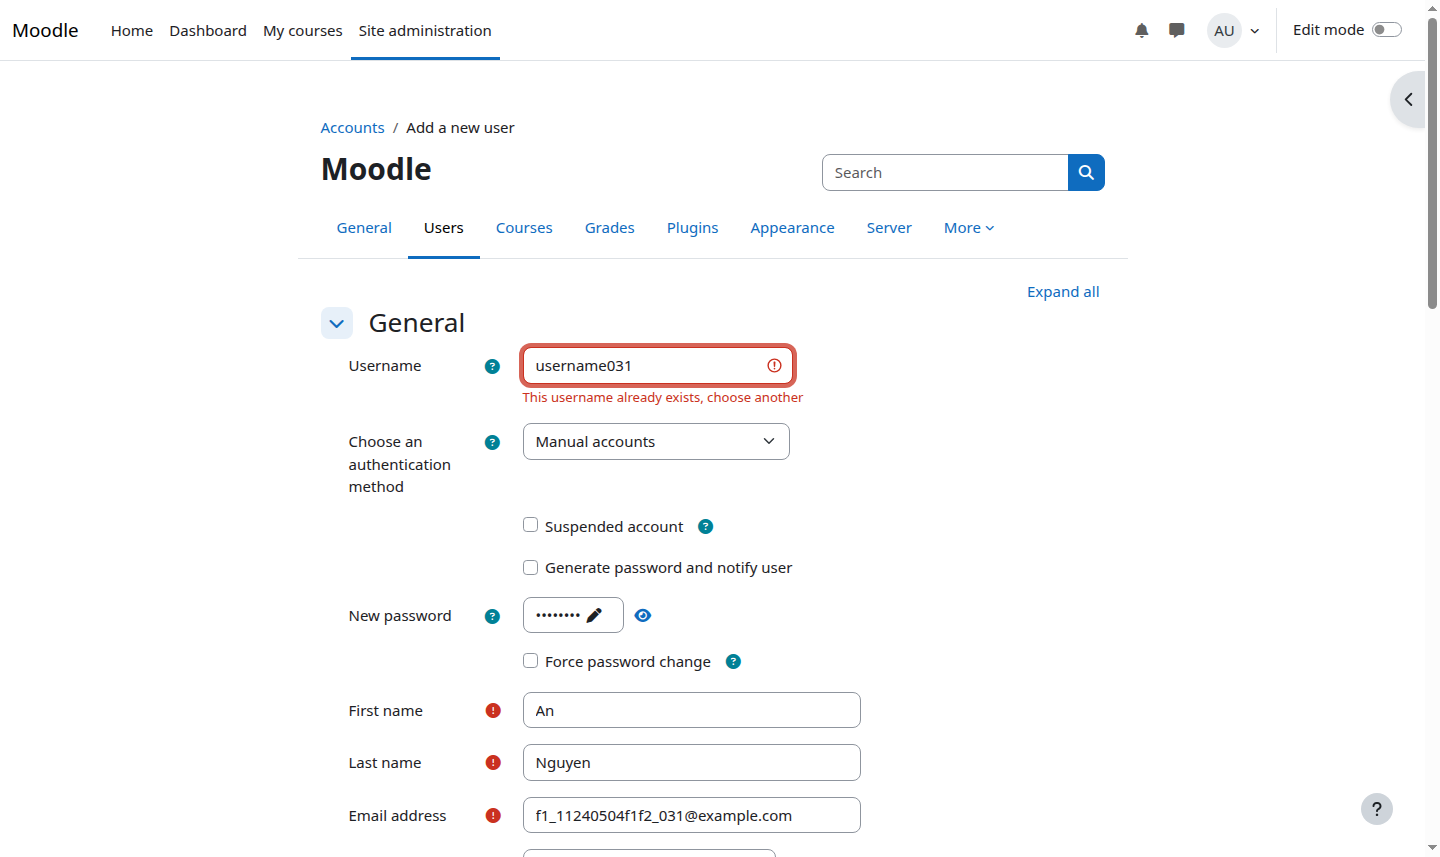 Moodle Home Dashboard My courses Site administration AU Edit mode
Accounts / Add a new user
Moodle
Search
General Users Courses Grades Plugins Appearance Server More
Expand all
General
Username ? username031
This username already exists, choose another
Choose an authentication method ? Manual accounts
Suspended account ?
Generate password and notify user
New password ? ••••••••
Force password change ?
First name ! An
Last name ! Nguyen
Email address ! f1_11240504f1f2_031@example.com
?